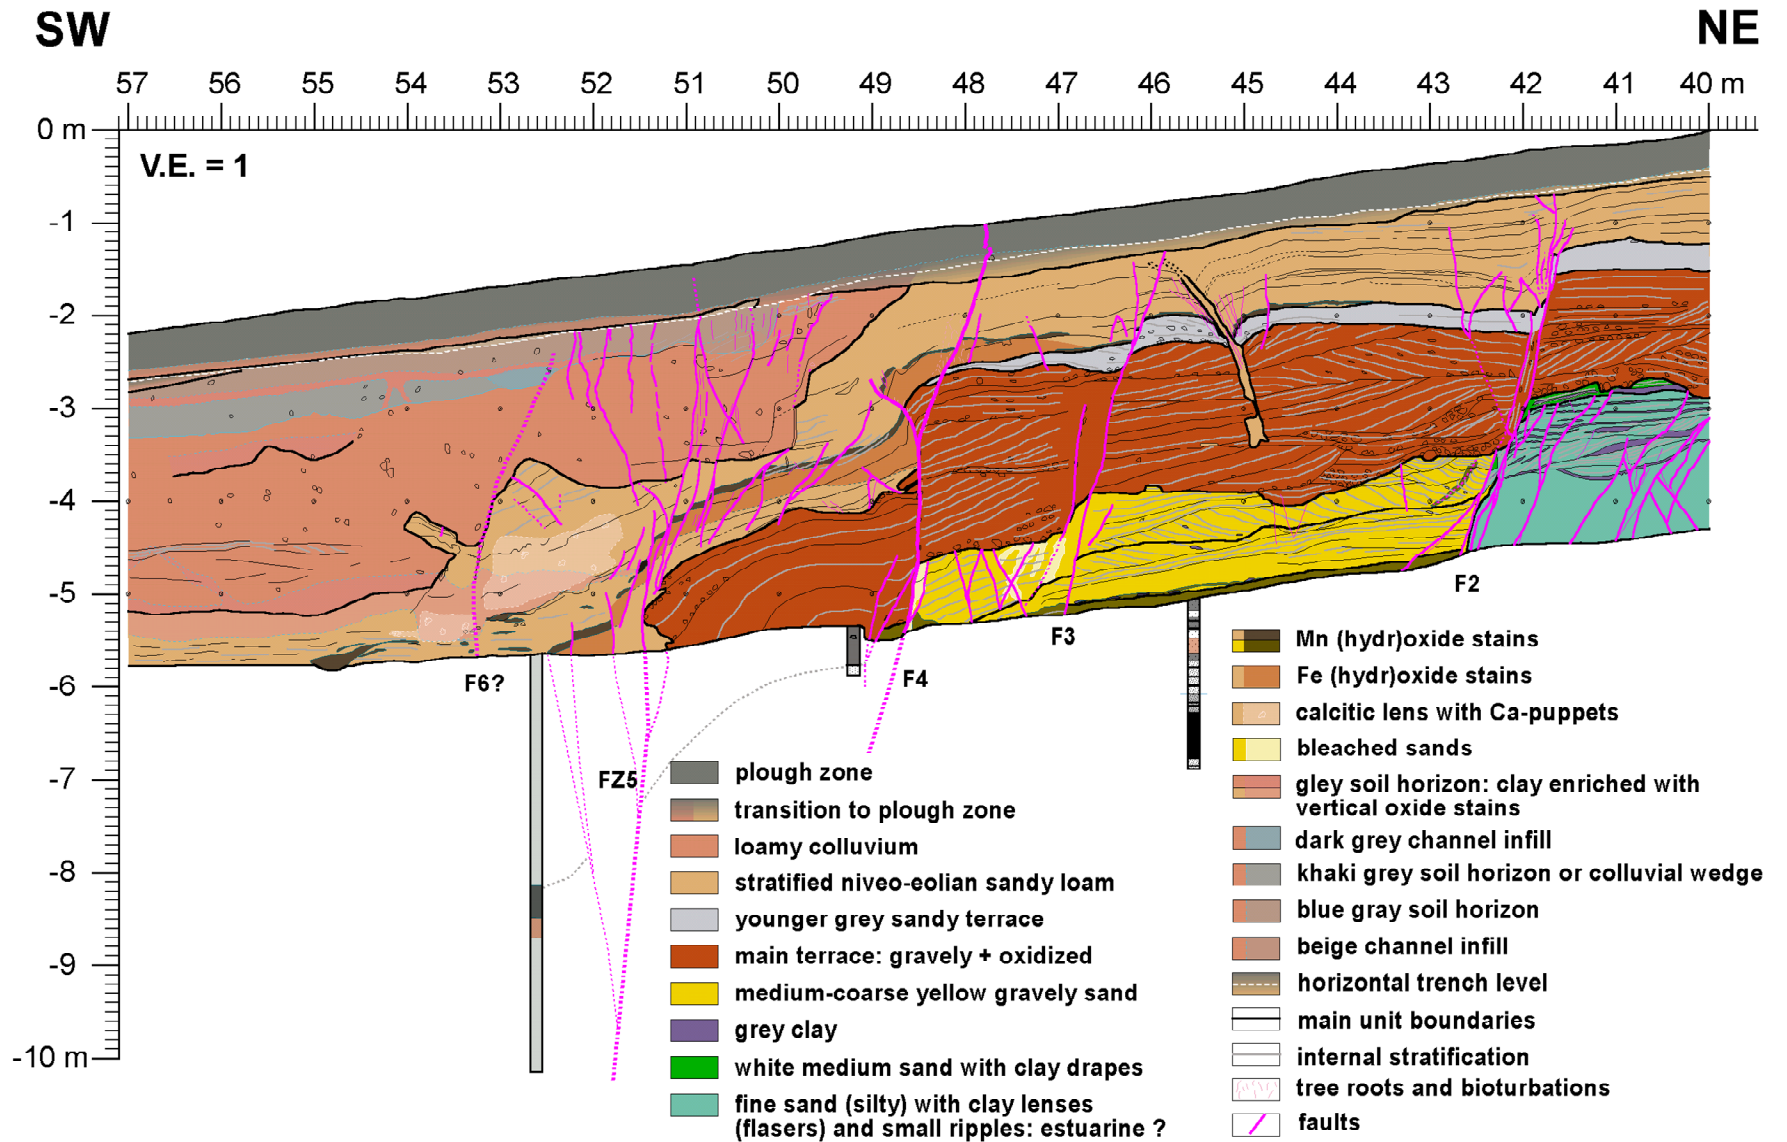 SW
NE
57 56 55 54 53 52 51 50 49 48 47 46 45 44 43 42 41 40 m
0 m
V.E. = 1
-1
-2
-3
-4
-5
-6
-7
-8
-9
-10 m
F2
F3
F4
F6?
FZ5
plough zone
transition to plough zone
loamy colluvium
stratified niveo-eolian sandy loam
younger grey sandy terrace
main terrace: gravely + oxidized
medium-coarse yellow gravely sand
grey clay
white medium sand with clay drapes
fine sand (silty) with clay lenses
(flasers) and small ripples: estuarine ?
Mn (hydr)oxide stains
Fe (hydr)oxide stains
calcitic lens with Ca-puppets
bleached sands
gley soil horizon: clay enriched with
vertical oxide stains
dark grey channel infill
khaki grey soil horizon or colluvial wedge
blue gray soil horizon
beige channel infill
horizontal trench level
main unit boundaries
internal stratification
tree roots and bioturbations
faults